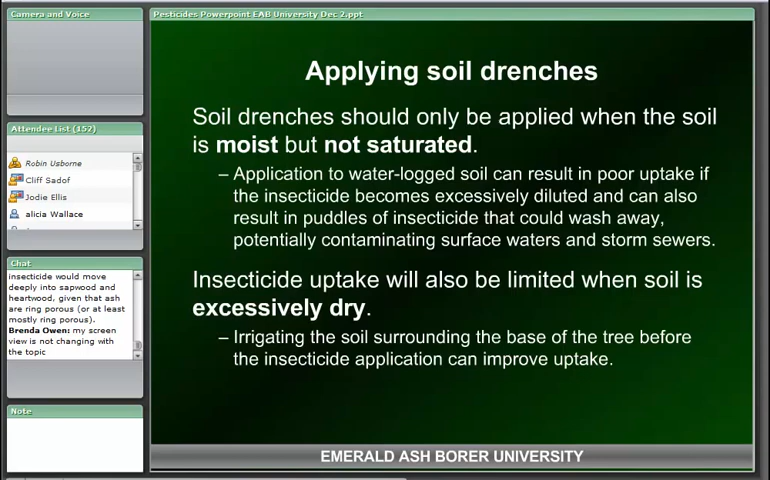 Camera and Voice
Attendee List (152)
Robin Usborne
Cliff Sadof
Jodie Ellis
alicia Wallace
Chat
insecticide would move
deeply into sapwood and
heartwood, given that ash
are ring porous (or at least
mostly ring porous).
Brenda Owen: my screen
view is not changing with
the topic
Note
Pesticides Powerpoint EAB University Dec 2.ppt
Applying soil drenches
Soil drenches should only be applied when the soil
is moist but not saturated.
– Application to water-logged soil can result in poor uptake if
the insecticide becomes excessively diluted and can also
result in puddles of insecticide that could wash away,
potentially contaminating surface waters and storm sewers.
Insecticide uptake will also be limited when soil is
excessively dry.
– Irrigating the soil surrounding the base of the tree before
the insecticide application can improve uptake.
EMERALD ASH BORER UNIVERSITY